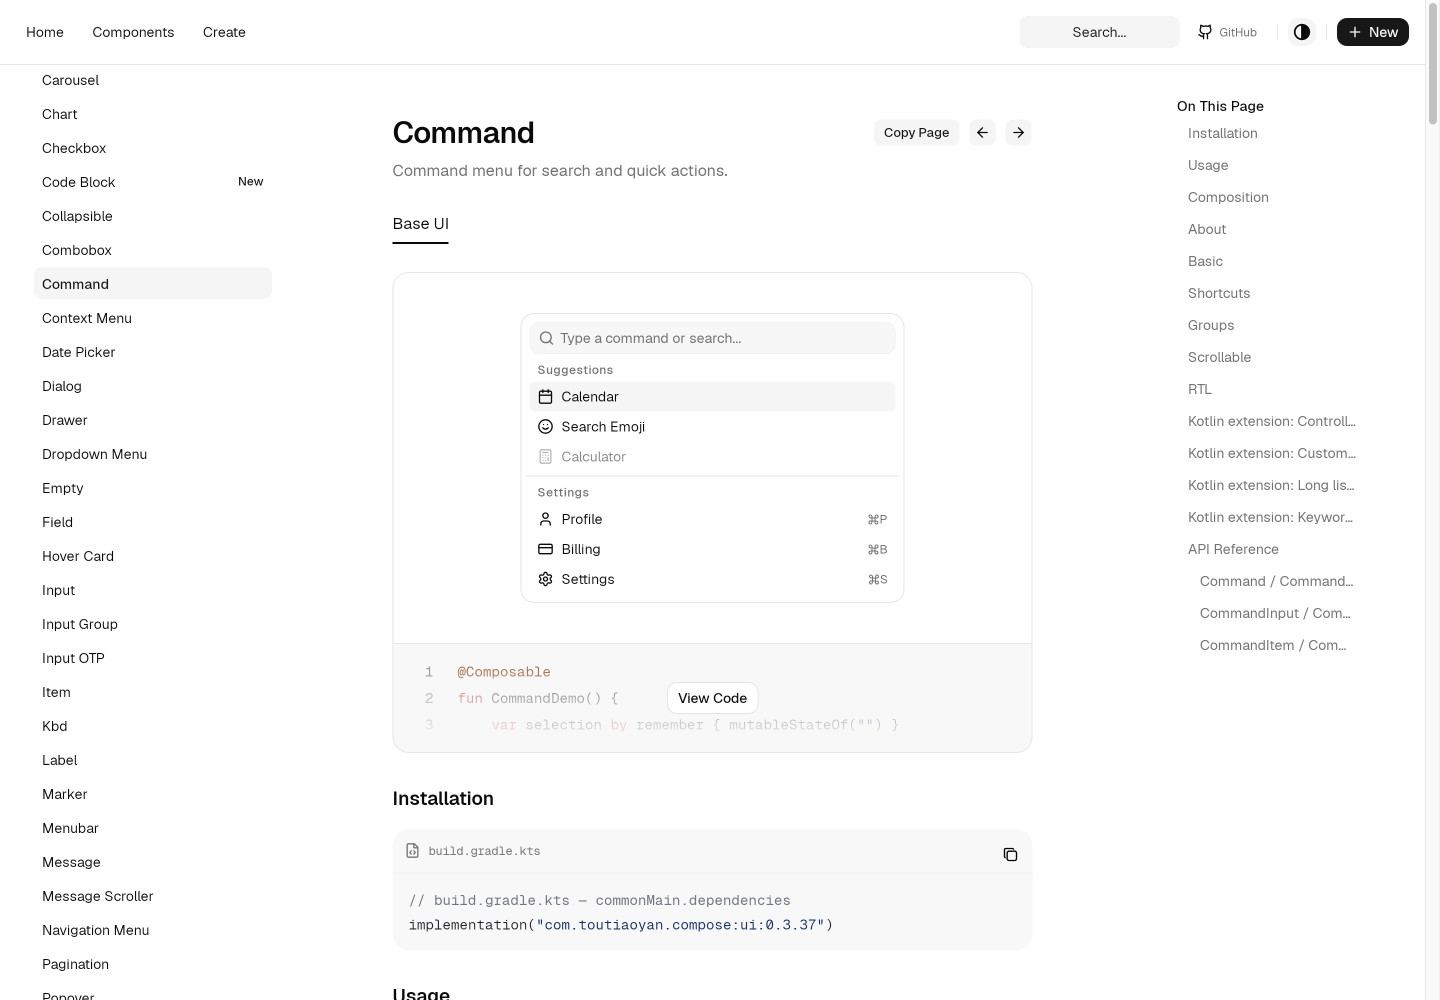 Home
Components
Create
Search...
GitHub
New
Carousel
Chart
Checkbox
Code Block
New
Collapsible
Combobox
Command
Context Menu
Date Picker
Dialog
Drawer
Dropdown Menu
Empty
Field
Hover Card
Input
Input Group
Input OTP
Item
Kbd
Label
Marker
Menubar
Message
Message Scroller
Navigation Menu
Pagination
Popover
Command
Copy Page
Command menu for search and quick actions.
Base UI
Type a command or search...
Suggestions
Calendar
Search Emoji
Calculator
Settings
Profile ⌘P
Billing ⌘B
Settings ⌘S
1 @Composable
2 fun CommandDemo() {
View Code
3 var selection by remember { mutableStateOf("") }
Installation
build.gradle.kts
// build.gradle.kts — commonMain.dependencies
implementation("com.toutiaoyan.compose:ui:0.3.37")
Usage
On This Page
Installation
Usage
Composition
About
Basic
Shortcuts
Groups
Scrollable
RTL
Kotlin extension: Controll...
Kotlin extension: Custom...
Kotlin extension: Long lis...
Kotlin extension: Keywor...
API Reference
Command / Command...
CommandInput / Com...
CommandItem / Com...